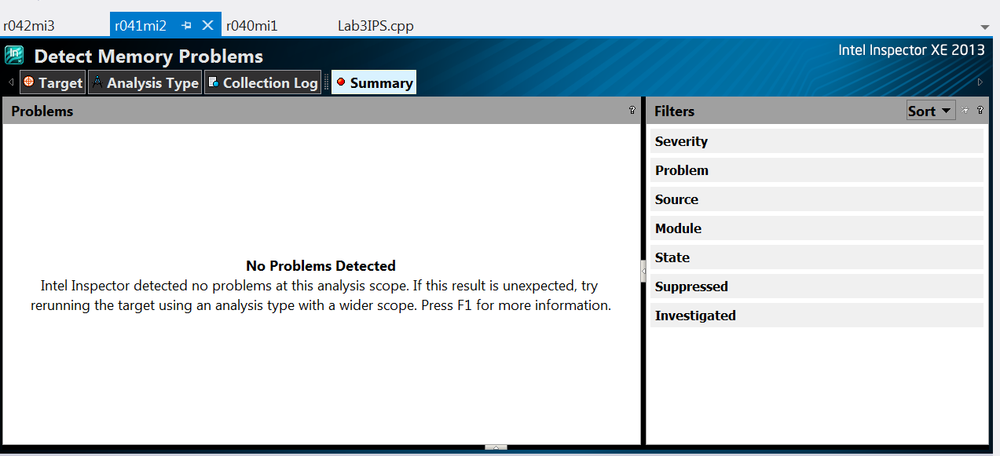 r042mi3 r041mi2 r040mi1 Lab3IPS.cpp
Detect Memory Problems
Intel Inspector XE 2013
Target Analysis Type Collection Log Summary
Problems ?
Filters Sort ?
Severity
Problem
Source
Module
State
Suppressed
Investigated
No Problems Detected
Intel Inspector detected no problems at this analysis scope. If this result is unexpected, try
rerunning the target using an analysis type with a wider scope. Press F1 for more information.